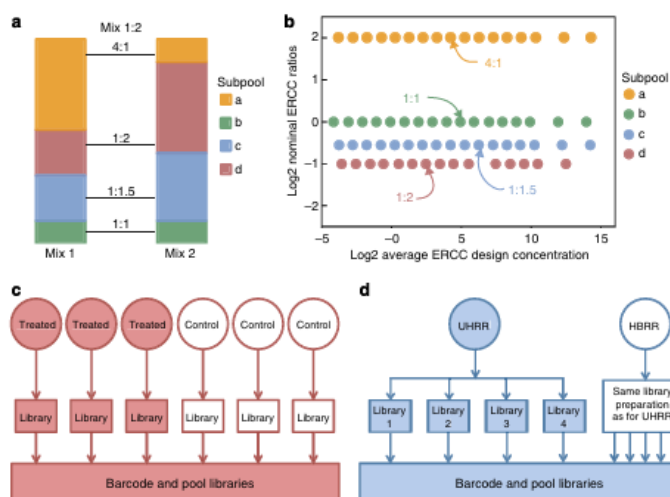 a
Mix 1:2
4:1
1:2
1:1.5
1:1
Mix 1
Mix 2
Subpool
a
b
c
d
b
Log2 nominal ERCC ratios
2
1
0
−1
−2
4:1
1:1
1:2
1:1.5
−5
−0
5
10
15
Log2 average ERCC design concentration
Subpool
a
b
c
d
c
Treated
Treated
Treated
Control
Control
Control
Library
Library
Library
Library
Library
Library
Barcode and pool libraries
d
UHRR
HBRR
Library
1
Library
2
Library
3
Library
4
Same library
preparation
as for UHRR
Barcode and pool libraries